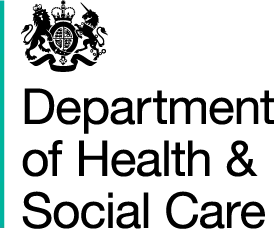 Department
of Health &
Social Care